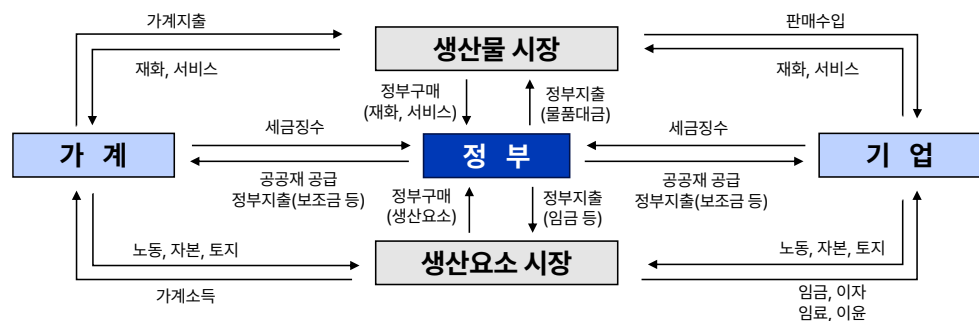 가계지출
판매수입
생산물 시장
재화, 서비스
재화, 서비스
정부구매
(재화, 서비스)
정부지출
(물품대금)
세금징수
세금징수
가 계
정 부
기 업
공공재 공급
정부지출(보조금 등)
정부구매
(생산요소)
정부지출
(임금 등)
공공재 공급
정부지출(보조금 등)
노동, 자본, 토지
생산요소 시장
노동, 자본, 토지
가계소득
임금, 이자
임료, 이윤